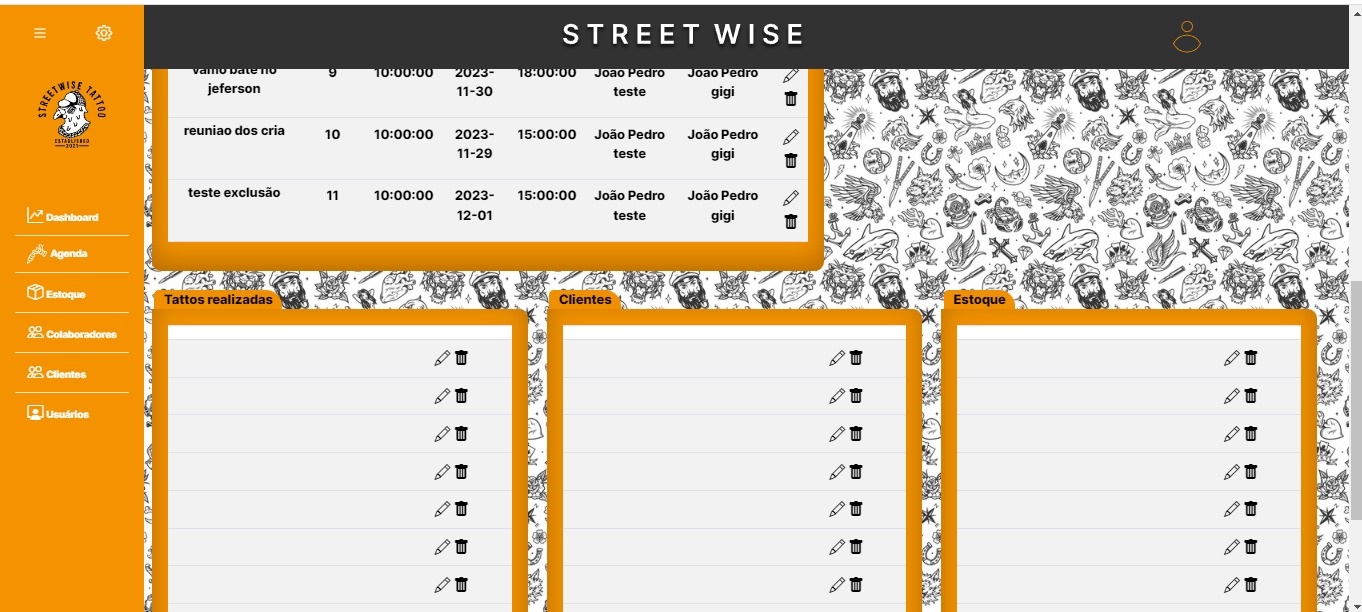 STREET WISE
STREETWISE TATTOO
ESTABLISHED
2021
Dashboard
Agenda
Estoque
Colaboradores
Clientes
Usuários
vamo bate no 9 10:00:00 2023- 18:00:00 João Pedro João Pedro
jeferson 11-30 teste gigi
reuniao dos cria 10 10:00:00 2023- 15:00:00 João Pedro João Pedro
11-29 teste gigi
teste exclusão 11 10:00:00 2023- 15:00:00 João Pedro João Pedro
12-01 teste gigi
Tattos realizadas
Clientes
Estoque